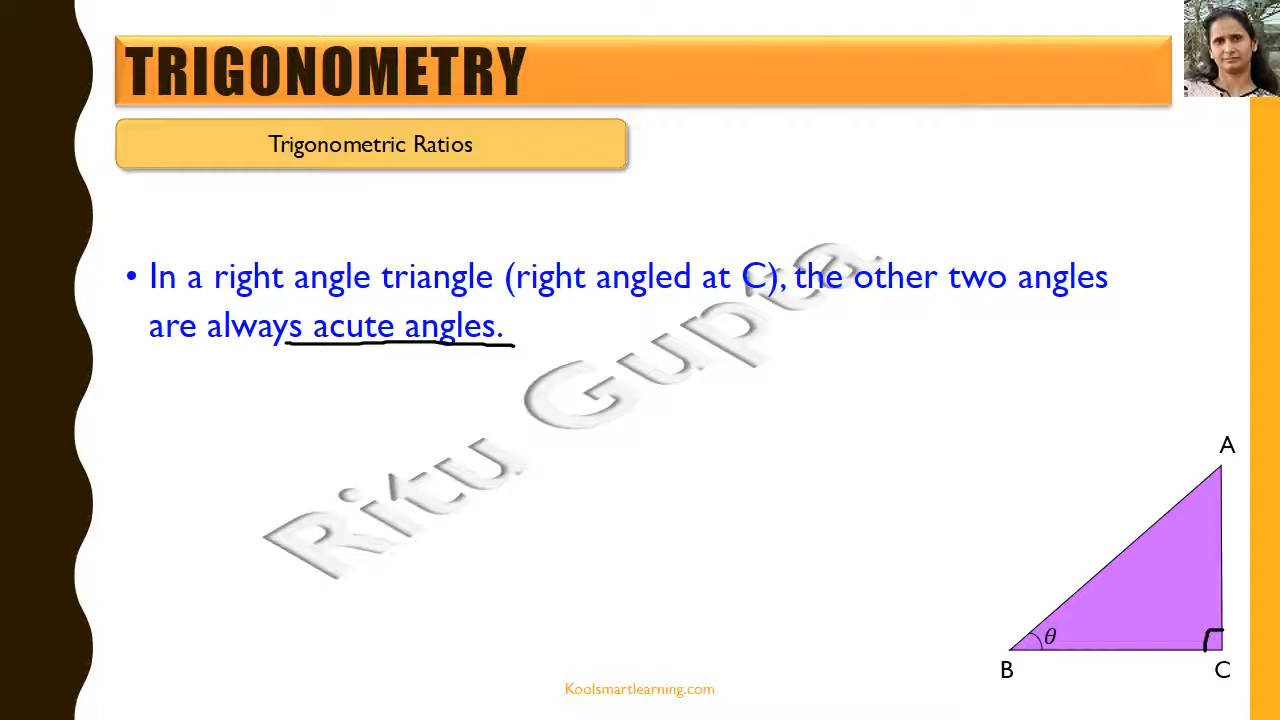 TRIGONOMETRY
Trigonometric Ratios
• In a right angle triangle (right angled at C), the other two angles
are always acute angles.
Ritu Gupta
A
θ
B
C
Koolsmartlearning.com